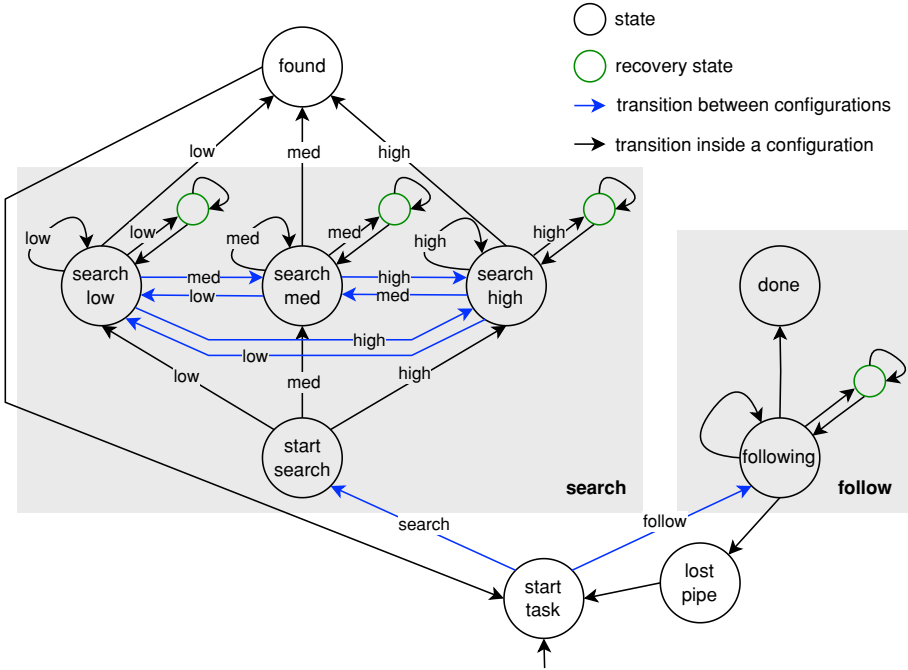 state
found
recovery state
transition between configurations
transition inside a configuration
low
med
high
low
low
med
med
high
high
search
low
med
low
search
med
high
med
search
high
done
high
low
low
med
high
start
search
following
search
follow
search
follow
start
task
lost
pipe